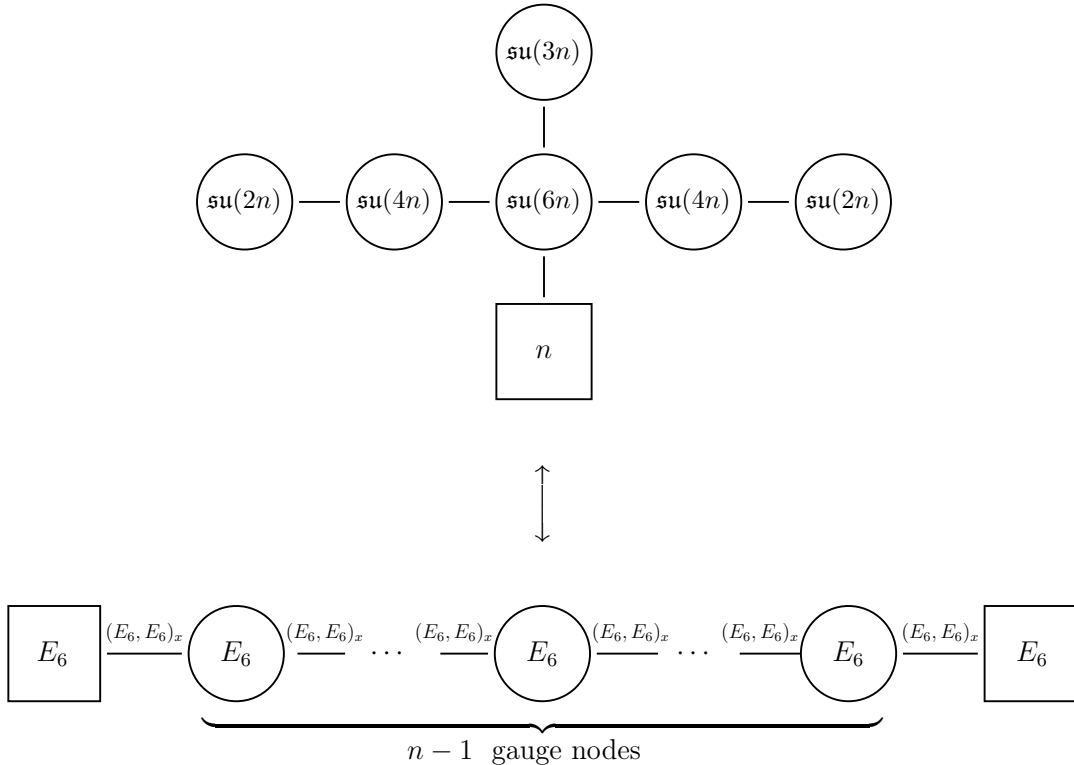 𝔰𝔲(3n)
𝔰𝔲(2n) 𝔰𝔲(4n) 𝔰𝔲(6n) 𝔰𝔲(4n) 𝔰𝔲(2n)
n
(E₆, E₆)ₓ (E₆, E₆)ₓ (E₆, E₆)ₓ (E₆, E₆)ₓ (E₆, E₆)ₓ (E₆, E₆)ₓ
E₆ E₆ ⋯ E₆ ⋯ E₆ E₆
n − 1 gauge nodes